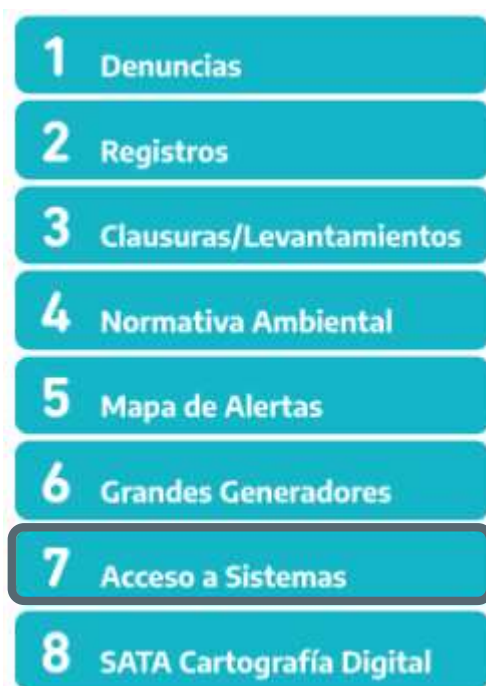 1 Denuncias
2 Registros
3 Clausuras/Levantamientos
4 Normativa Ambiental
5 Mapa de Alertas
6 Grandes Generadores
7 Acceso a Sistemas
8 SATA Cartografía Digital